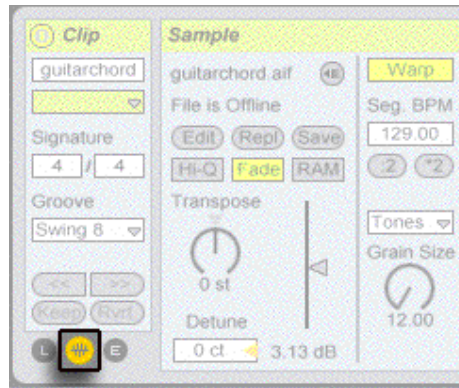 Clip
guitarchord
Signature
4 / 4
Groove
Swing 8
<< >>
Keep Rvrt
L E
Sample
guitarchord aif
File is Offline
Edit Repl Save
Hi-Q Fade RAM
Transpose
0 st
Detune
0 ct 3.13 dB
Warp
Seg. BPM
129.00
:2 *2
Tones
Grain Size
12.00